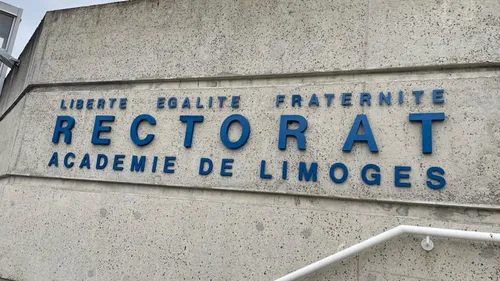 LIBERTE EGALITE FRATERNITE
RECTORAT
ACADEMIE DE LIMOGES